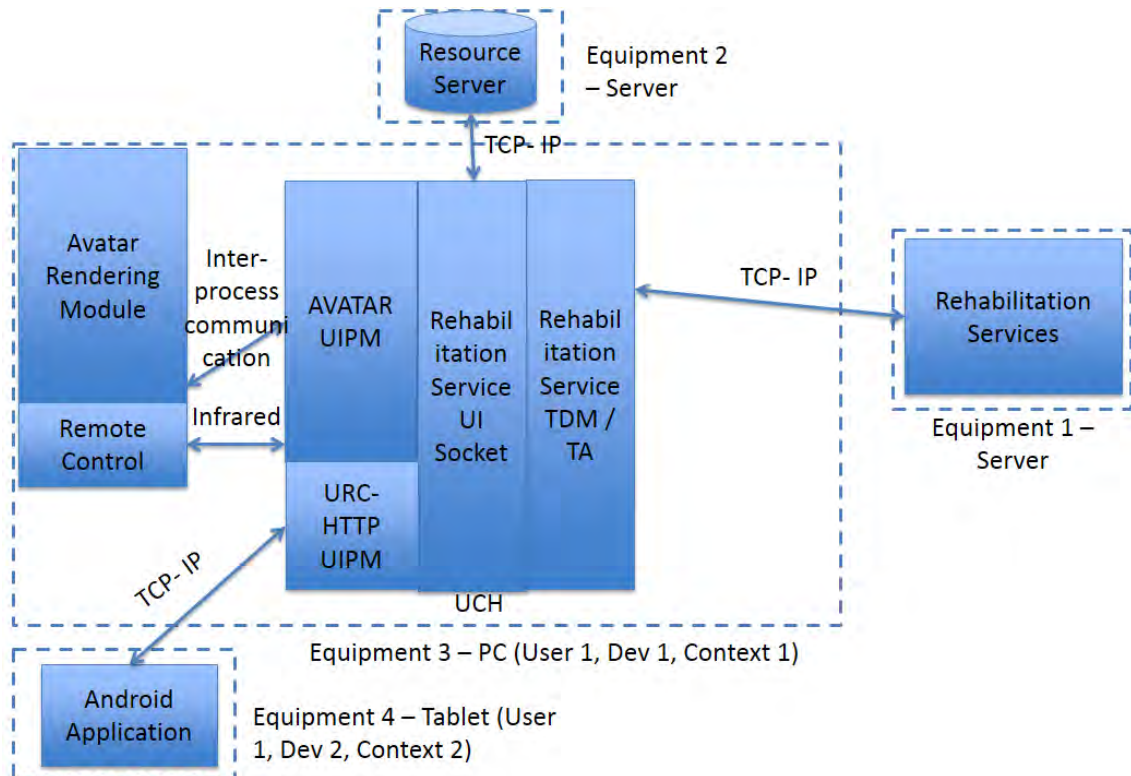 Resource
Server
Equipment 2
– Server
TCP- IP
Avatar
Rendering
Module
Inter-
process
communi
cation
AVATAR
UIPM
Rehabil
itation
Service
UI
Socket
Rehabil
itation
Service
TDM /
TA
TCP- IP
Rehabilitation
Services
Equipment 1 –
Server
Remote
Control
Infrared
URC-
HTTP
UIPM
TCP- IP
UCH
Equipment 3 – PC (User 1, Dev 1, Context 1)
Android
Application
Equipment 4 – Tablet (User
1, Dev 2, Context 2)